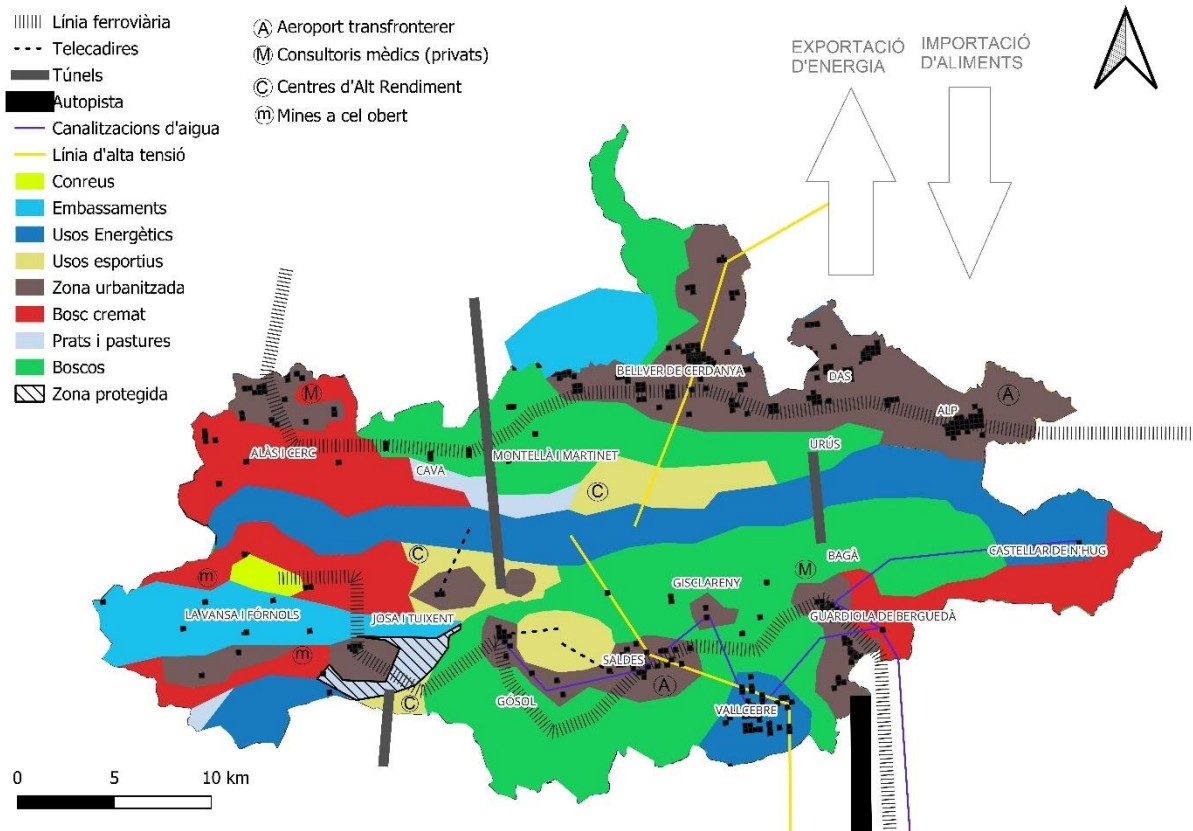 Línia ferroviària
Telecadires
Túnels
Autopista
Canalitzacions d'aigua
Línia d'alta tensió
Conreus
Embassaments
Usos Energètics
Usos esportius
Zona urbanitzada
Bosc cremat
Prats i pastures
Boscos
Zona protegida
A Aeroport transfronterer
M Consultoris mèdics (privats)
C Centres d'Alt Rendiment
m Mines a cel obert
EXPORTACIÓ
D'ENERGIA
IMPORTACIÓ
D'ALIMENTS
BELLVER DE CERDANYA
DAS
A
ALP
M
ALÀS I CERC
CAVA
MONTELLÀ I MARTINET
URÚS
C
C
BAGÀ
CASTELLAR DE N'HUG
M
m
GISCLARENY
LA VANSA I FÓRNOLS
JOSA I TUIXENT
GUARDIOLA DE BERGUEDÀ
m
SALDES
A
C
GÓSOL
VALLCEBRE
0 5 10 km